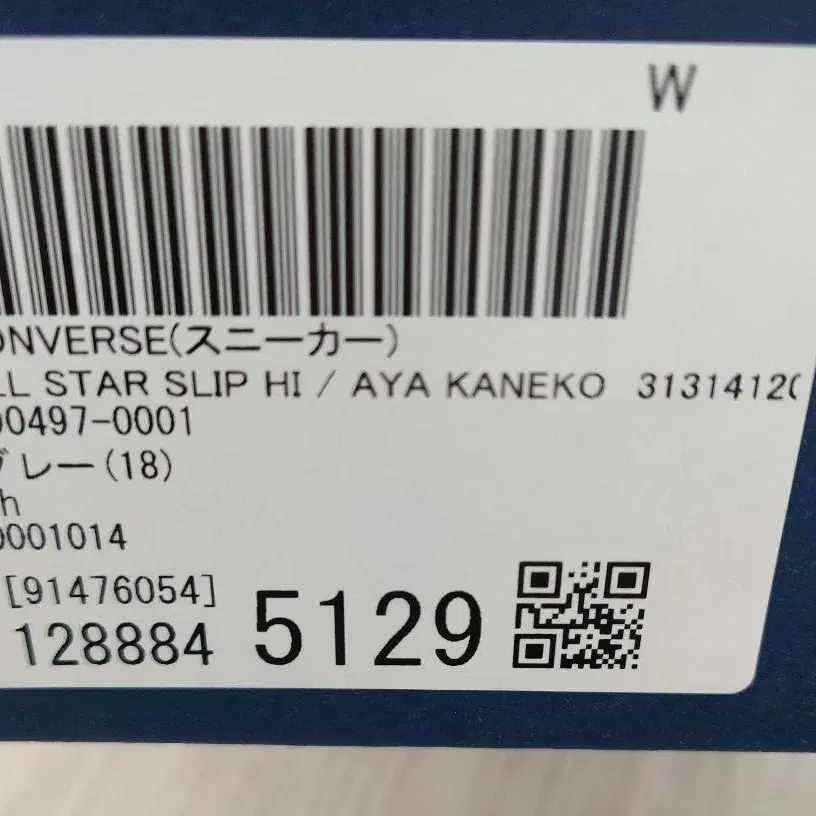 W
ONVERSE(スニーカー)
LL STAR SLIP HI / AYA KANEKO 3131412
00497-0001
グレー(18)
h
0001014
[91476054]
128884 5129